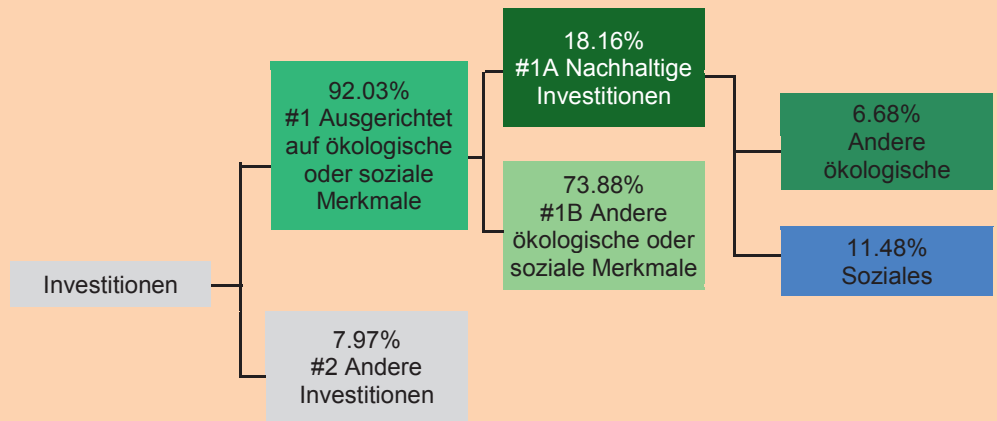 Investitionen
92.03%
#1 Ausgerichtet
auf ökologische
oder soziale
Merkmale
7.97%
#2 Andere
Investitionen
18.16%
#1A Nachhaltige
Investitionen
73.88%
#1B Andere
ökologische oder
soziale Merkmale
6.68%
Andere
ökologische
11.48%
Soziales